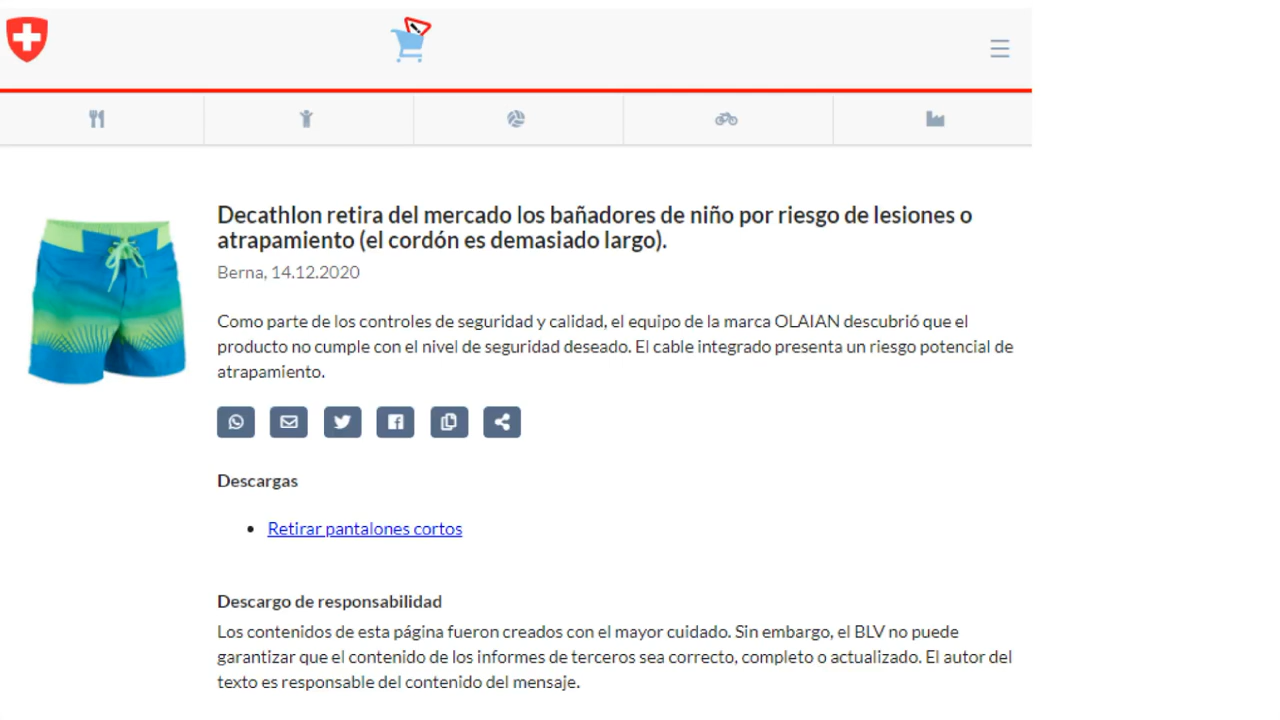 Decathlon retira del mercado los bañadores de niño por riesgo de lesiones o
atrapamiento (el cordón es demasiado largo).
Berna, 14.12.2020
Como parte de los controles de seguridad y calidad, el equipo de la marca OLAIAN descubrió que el
producto no cumple con el nivel de seguridad deseado. El cable integrado presenta un riesgo potencial de
atrapamiento.
Descargas
Retirar pantalones cortos
Descargo de responsabilidad
Los contenidos de esta página fueron creados con el mayor cuidado. Sin embargo, el BLV no puede
garantizar que el contenido de los informes de terceros sea correcto, completo o actualizado. El autor del
texto es responsable del contenido del mensaje.